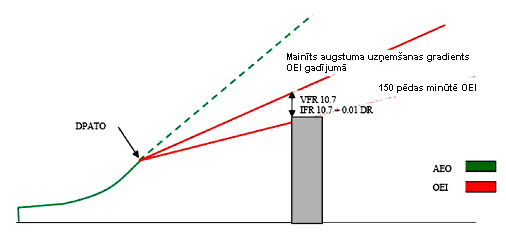 Mainīts augstuma uzņemšanas gradients
OEI gadījumā
150 pēdas minūtē OEI
VFR 10.7
IFR 10.7 – 0.01 DR
DPATO
AEO
OEI